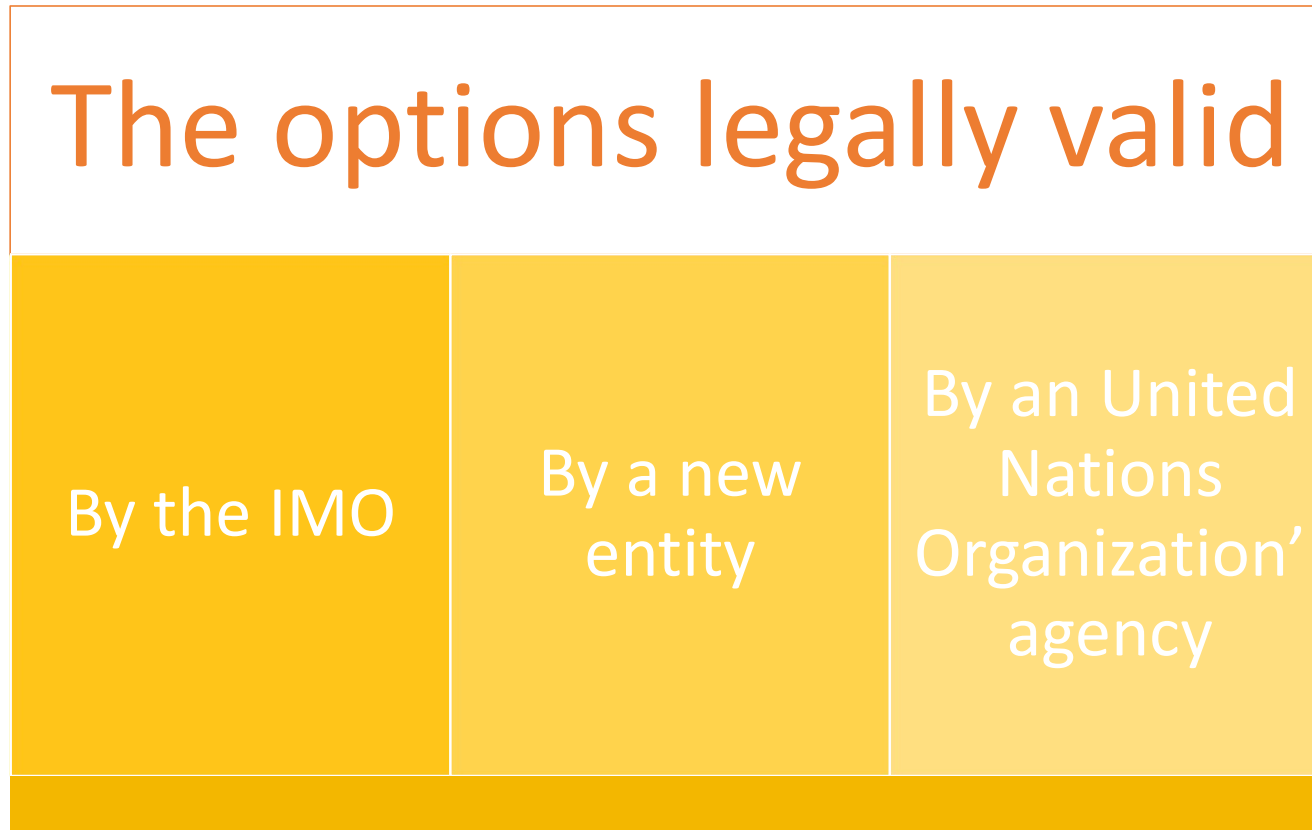 The options legally valid
By the IMO
By a new
entity
By an United
Nations
Organization’
agency